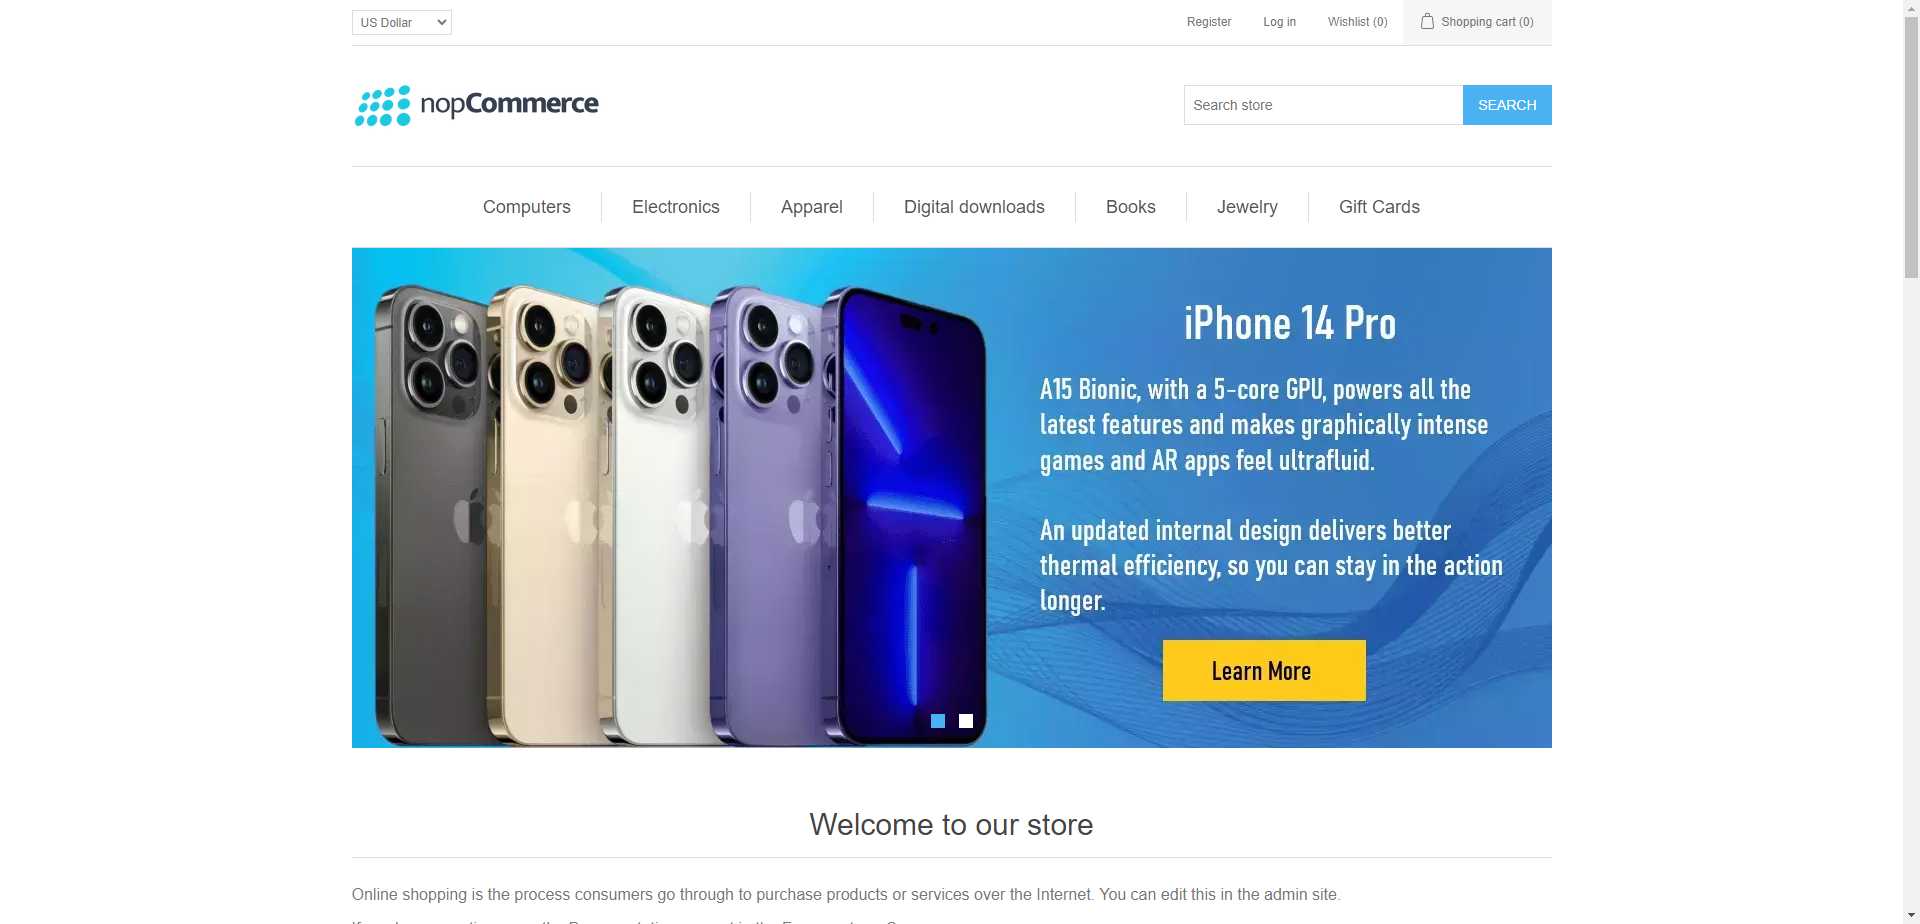 US Dollar
Register
Log in
Wishlist (0)
Shopping cart (0)
nopCommerce
Search store
SEARCH
Computers
Electronics
Apparel
Digital downloads
Books
Jewelry
Gift Cards
iPhone 14 Pro
A15 Bionic, with a 5-core GPU, powers all the
latest features and makes graphically intense
games and AR apps feel ultrafluid.
An updated internal design delivers better
thermal efficiency, so you can stay in the action
longer.
Learn More
Welcome to our store
Online shopping is the process consumers go through to purchase products or services over the Internet. You can edit this in the admin site.